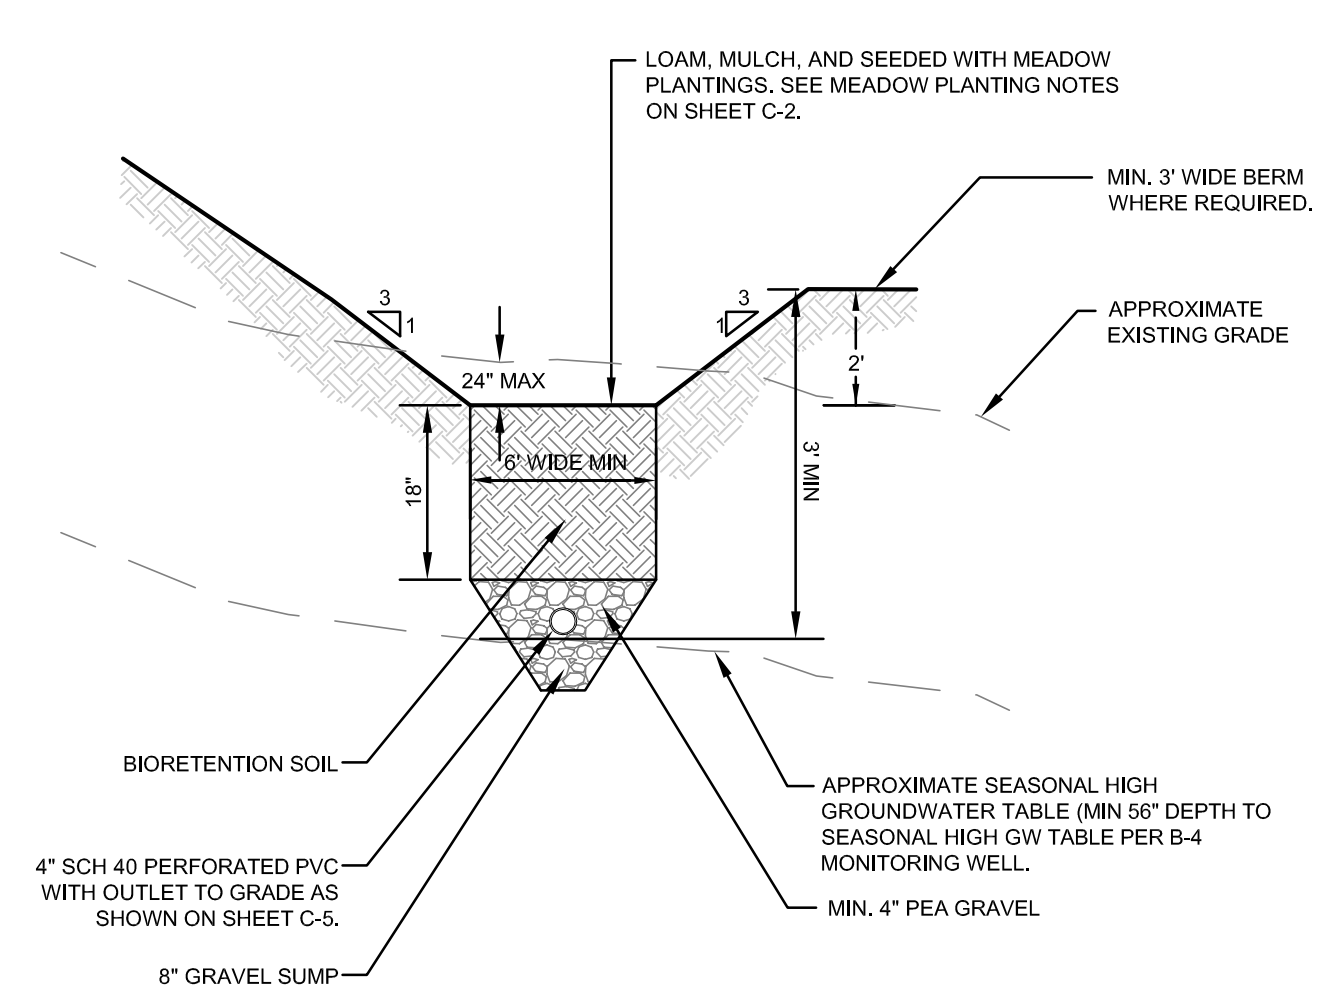 LOAM, MULCH, AND SEEDED WITH MEADOW
PLANTINGS. SEE MEADOW PLANTING NOTES
ON SHEET C-2.
MIN. 3' WIDE BERM
WHERE REQUIRED.
3
1
3
1
APPROXIMATE
EXISTING GRADE
24" MAX
2'
6' WIDE MIN
18"
3' MIN
BIORETENTION SOIL
APPROXIMATE SEASONAL HIGH
GROUNDWATER TABLE (MIN 56" DEPTH TO
SEASONAL HIGH GW TABLE PER B-4
MONITORING WELL.
4" SCH 40 PERFORATED PVC
WITH OUTLET TO GRADE AS
SHOWN ON SHEET C-5.
MIN. 4" PEA GRAVEL
8" GRAVEL SUMP